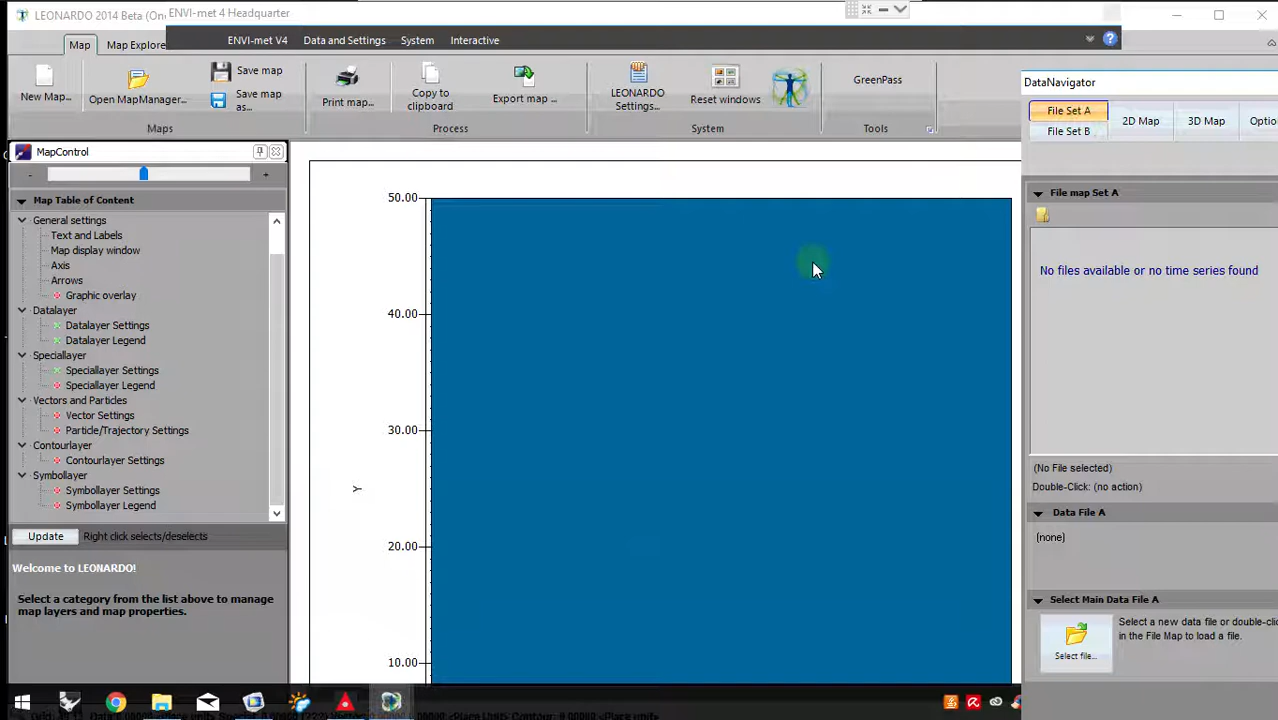 LEONARDO 2014 Beta (On
ENVI-met 4 Headquarter
ENVI-met V4 Data and Settings System Interactive
Map Map Explore
New Map...
Open MapManager...
Save map
Save map as...
Maps
Print map...
Copy to clipboard
Export map ...
Process
LEONARDO Settings...
Reset windows
System
GreenPass
Tools
MapControl
- +
Map Table of Content
General settings
Text and Labels
Map display window
Axis
Arrows
Graphic overlay
Datalayer
Datalayer Settings
Datalayer Legend
Speciallayer
Speciallayer Settings
Speciallayer Legend
Vectors and Particles
Vector Settings
Particle/Trajectory Settings
Contourlayer
Contourlayer Settings
Symbollayer
Symbollayer Settings
Symbollayer Legend
Update Right click selects/deselects
Welcome to LEONARDO!
Select a category from the list above to manage
map layers and map properties.
50.00
40.00
30.00
Y
20.00
10.00
DataNavigator
File Set A
File Set B
2D Map
3D Map
Optio
File map Set A
No files available or no time series found
(No File selected)
Double-Click: (no action)
Data File A
(none)
Select Main Data File A
Select file...
Select a new data file or double-clic
in the File Map to load a file.